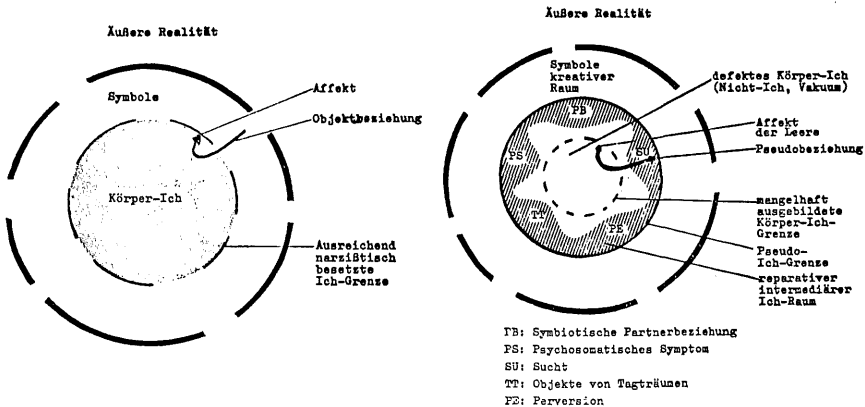 Äußere Realität
Symbole
Affekt
Objektbeziehung
Körper-Ich
Ausreichend
narzißtisch
besetzte
Ich-Grenze
Äußere Realität
Symbole
kreativer
Raum
defektes Körper-Ich
(Nicht-Ich, Vakuum)
PB
Affekt
der Leere
PS
SU
Pseudobeziehung
TT
PE
mangelhaft
ausgebildete
Körper-Ich-
Grenze
Pseudo-
Ich-Grenze
reparativer
intermediärer
Ich-Raum
PB: Symbiotische Partnerbeziehung
PS: Psychosomatisches Symptom
SU: Sucht
TT: Objekte von Tagträumen
PE: Perversion